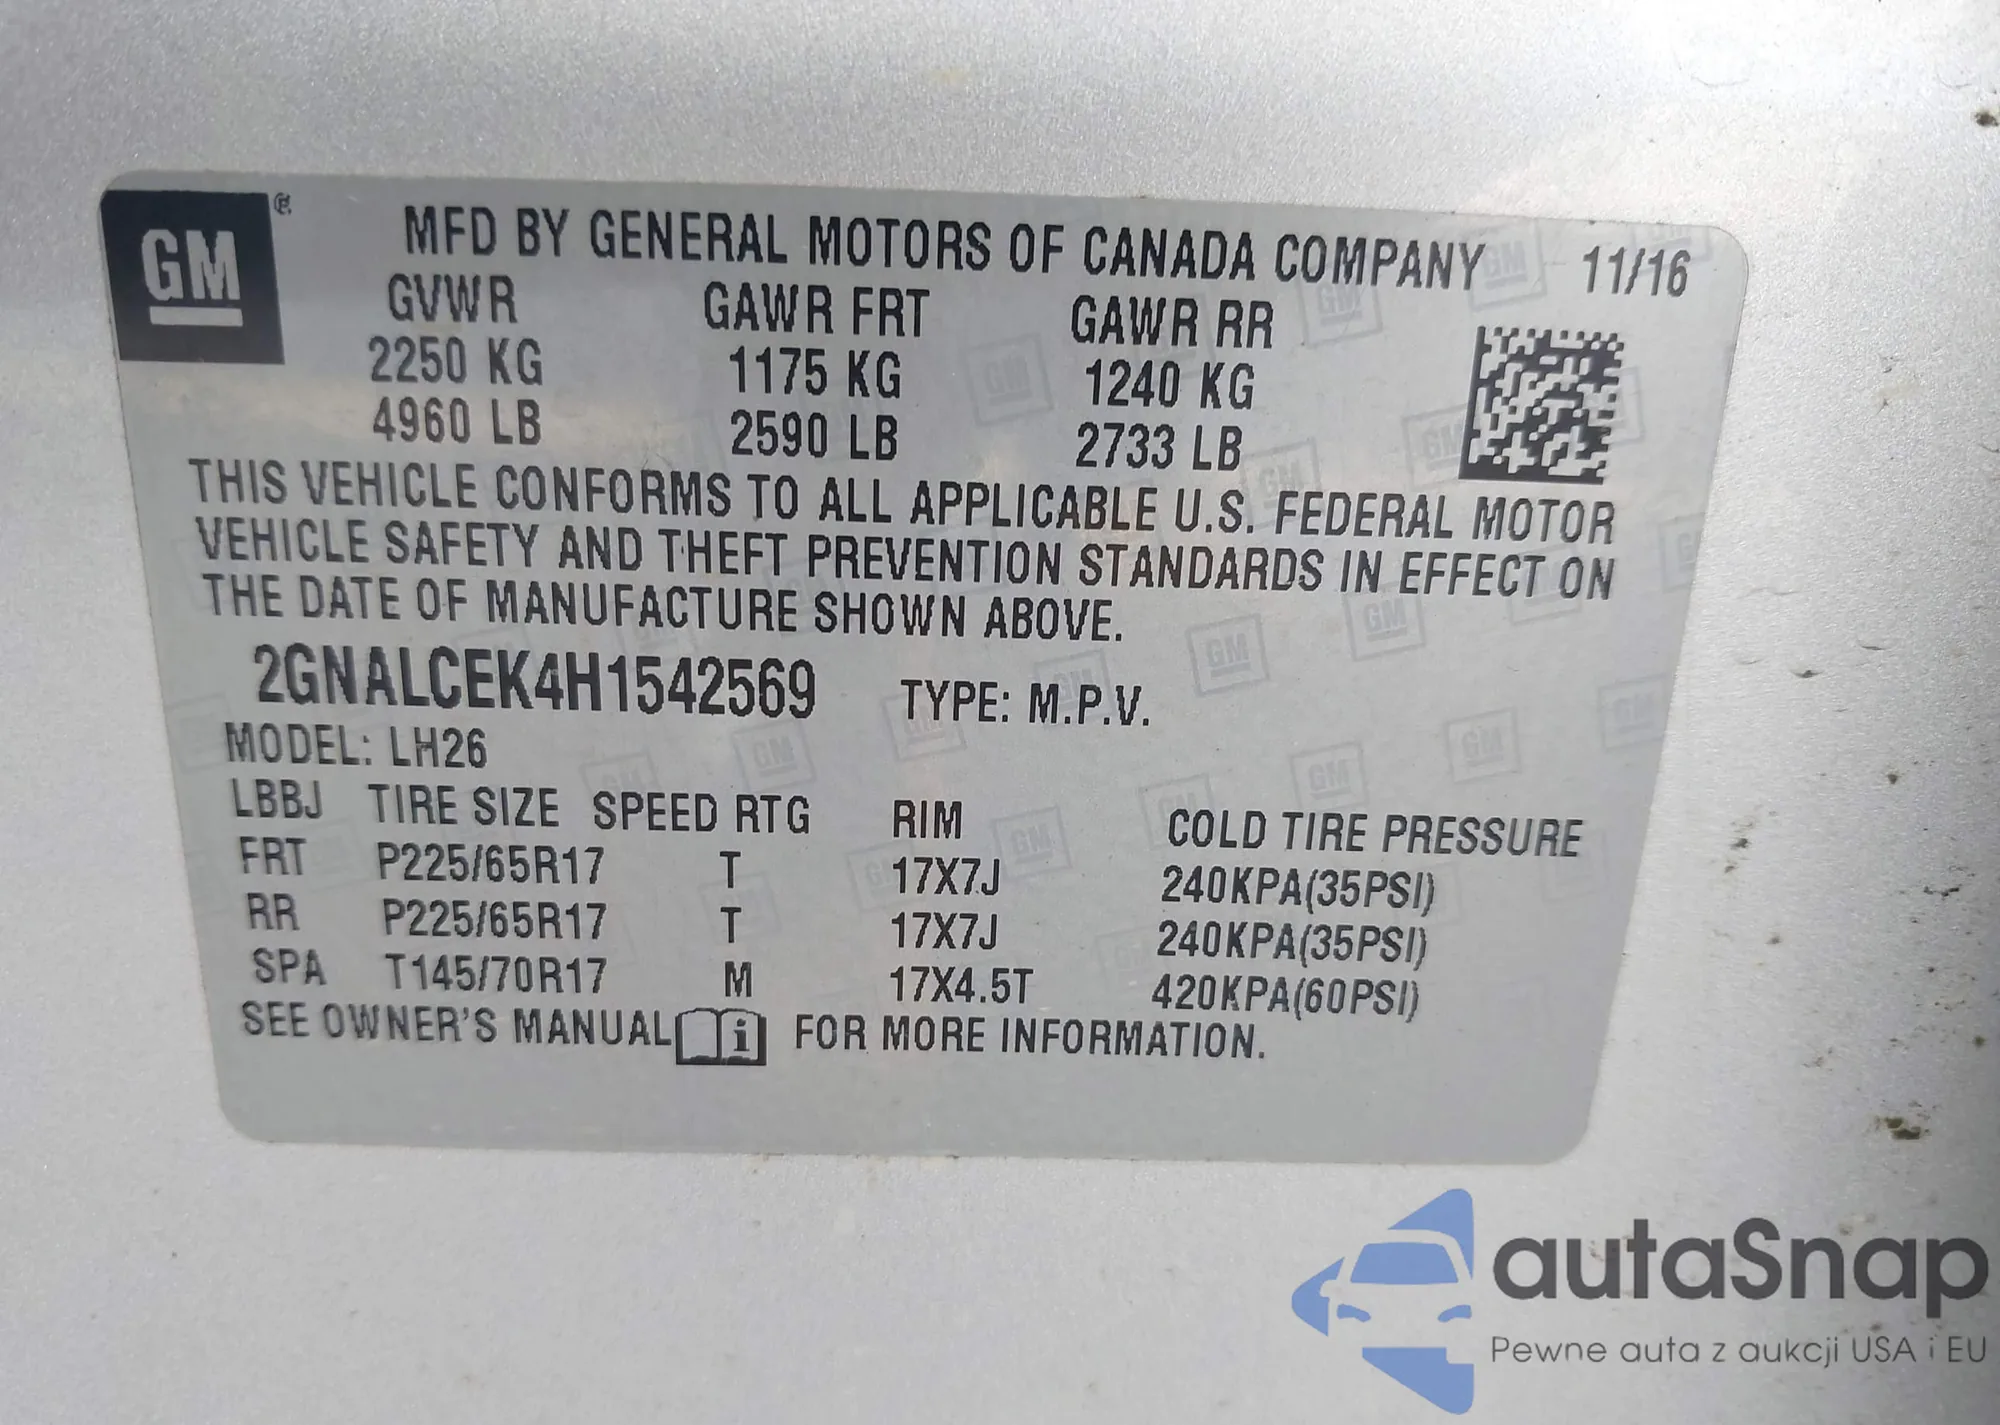 GM ®
MFD BY GENERAL MOTORS OF CANADA COMPANY 11/16
GVWR GAWR FRT GAWR RR
2250 KG 1175 KG 1240 KG
4960 LB 2590 LB 2733 LB
THIS VEHICLE CONFORMS TO ALL APPLICABLE U.S. FEDERAL MOTOR
VEHICLE SAFETY AND THEFT PREVENTION STANDARDS IN EFFECT ON
THE DATE OF MANUFACTURE SHOWN ABOVE.
2GNALCEK4H1542569 TYPE: M.P.V.
MODEL: LH26
LBBJ TIRE SIZE SPEED RTG RIM COLD TIRE PRESSURE
FRT P225/65R17 T 17X7J 240KPA(35PSI)
RR P225/65R17 T 17X7J 240KPA(35PSI)
SPA T145/70R17 M 17X4.5T 420KPA(60PSI)
SEE OWNER'S MANUAL i FOR MORE INFORMATION.
autaSnap
Pewne auta z aukcji USA i EU